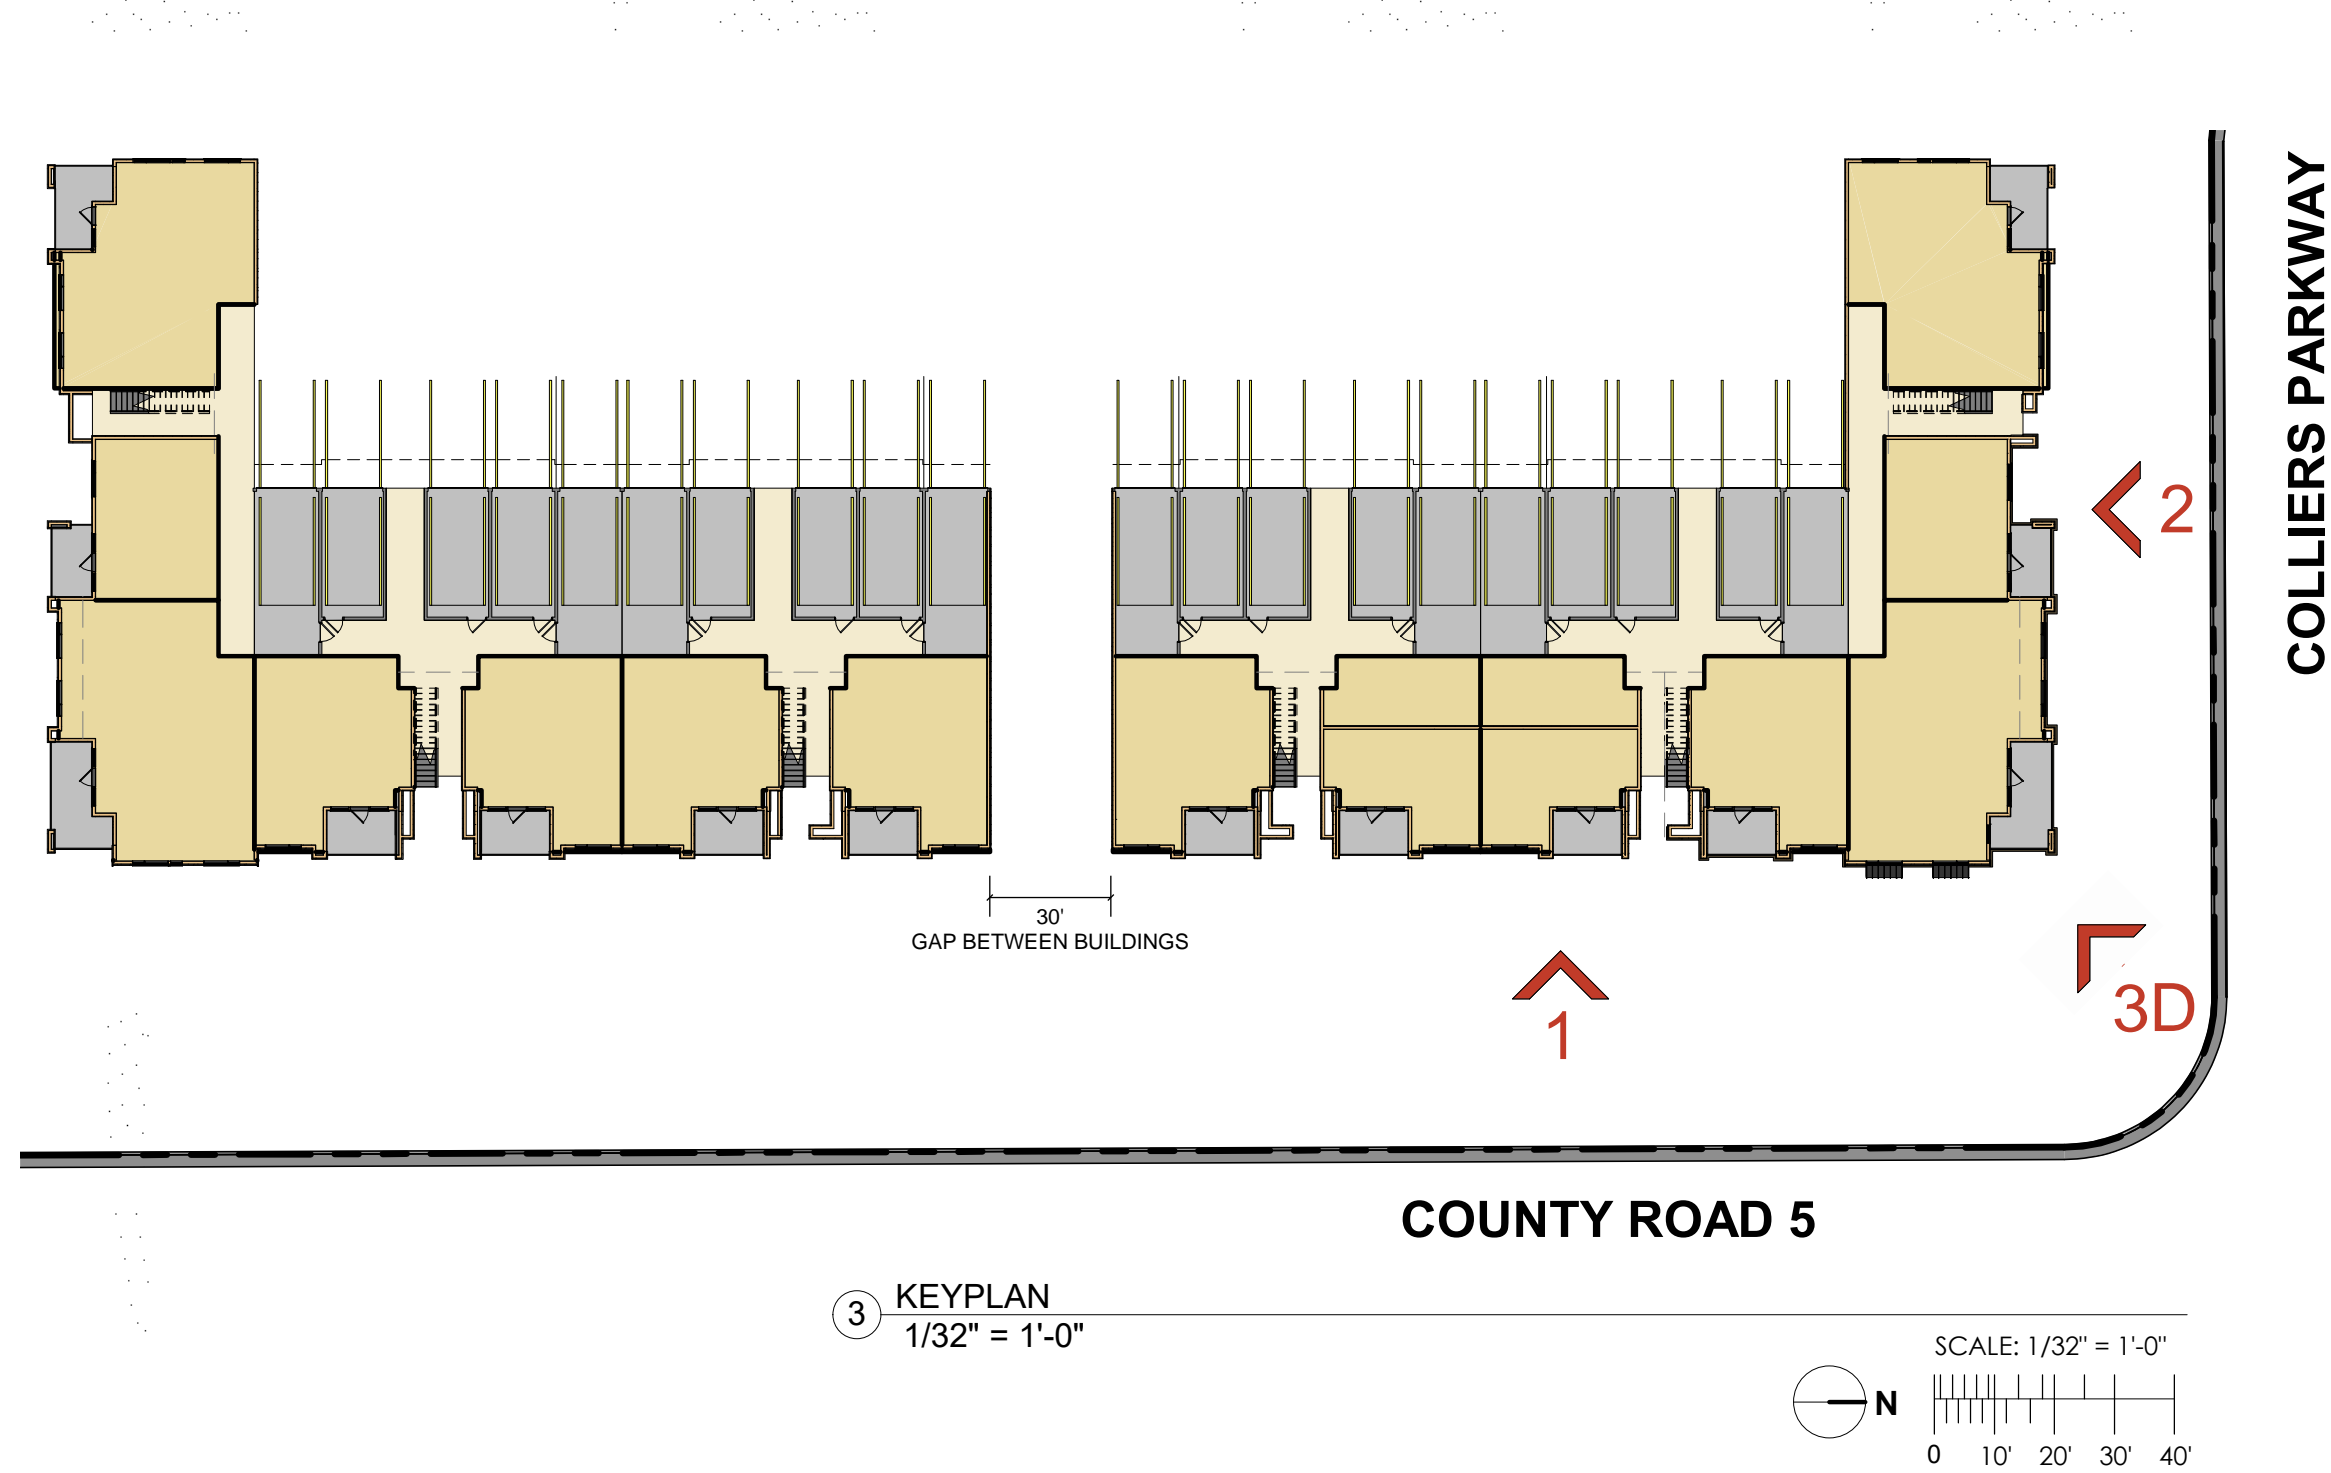 COLLIERS PARKWAY
2
30'
GAP BETWEEN BUILDINGS
1
3D
COUNTY ROAD 5
3
KEYPLAN
1/32" = 1'-0"
SCALE: 1/32" = 1'-0"
N
0 10' 20' 30' 40'